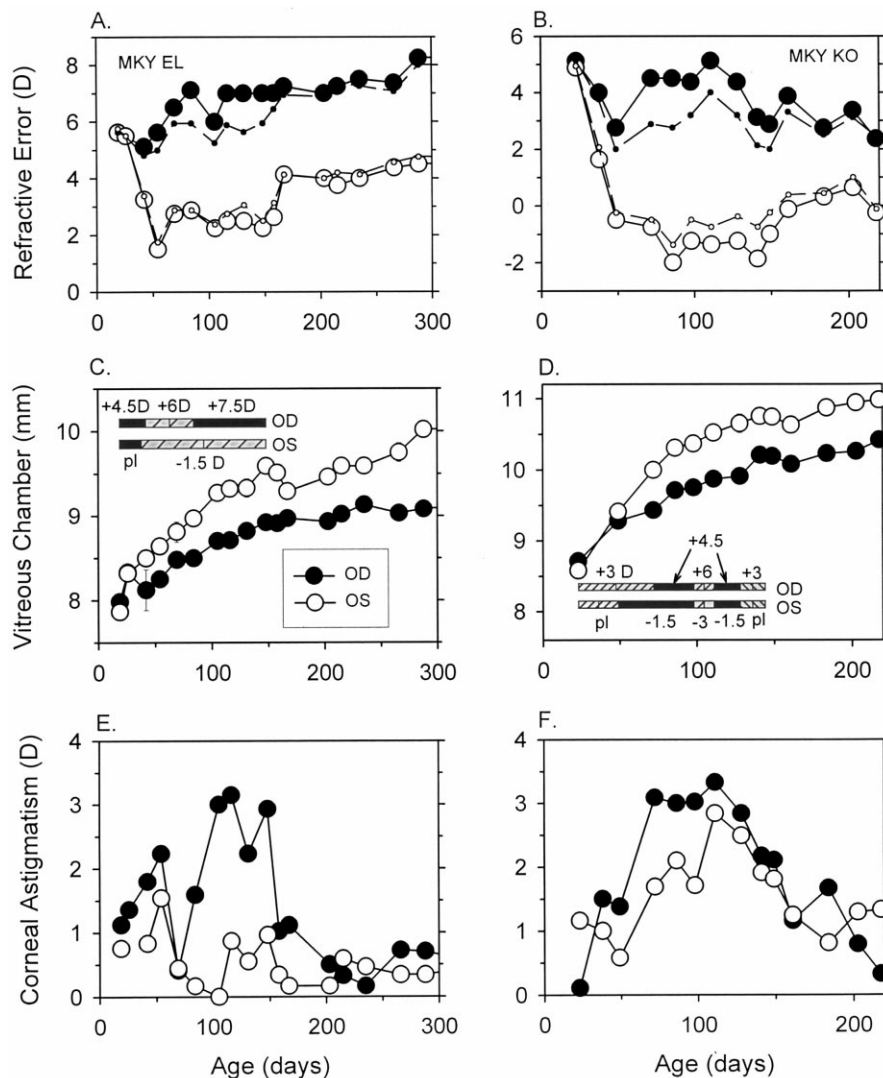 A.
B.
MKY EL
MKY KO
Refractive Error (D)
8
6
4
2
0
0 100 200 300
6
4
2
0
-2
0 100 200
C.
D.
Vitreous Chamber (mm)
10
9
8
0 100 200 300
+4.5D +6D +7.5D
OD
OS
pl -1.5 D
OD
OS
11
10
9
8
0 100 200
+4.5
+3 D +6 +3
OD
OS
pl -1.5 -3 -1.5 pl
E.
F.
Corneal Astigmatism (D)
4
3
2
1
0
0 100 200 300
Age (days)
4
3
2
1
0
0 100 200
Age (days)